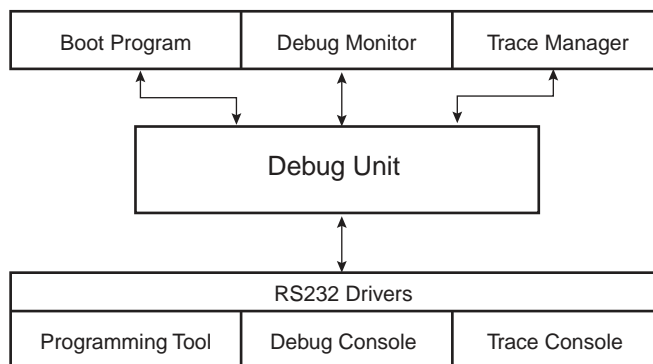 Boot Program
Debug Monitor
Trace Manager
Debug Unit
RS232 Drivers
Programming Tool
Debug Console
Trace Console